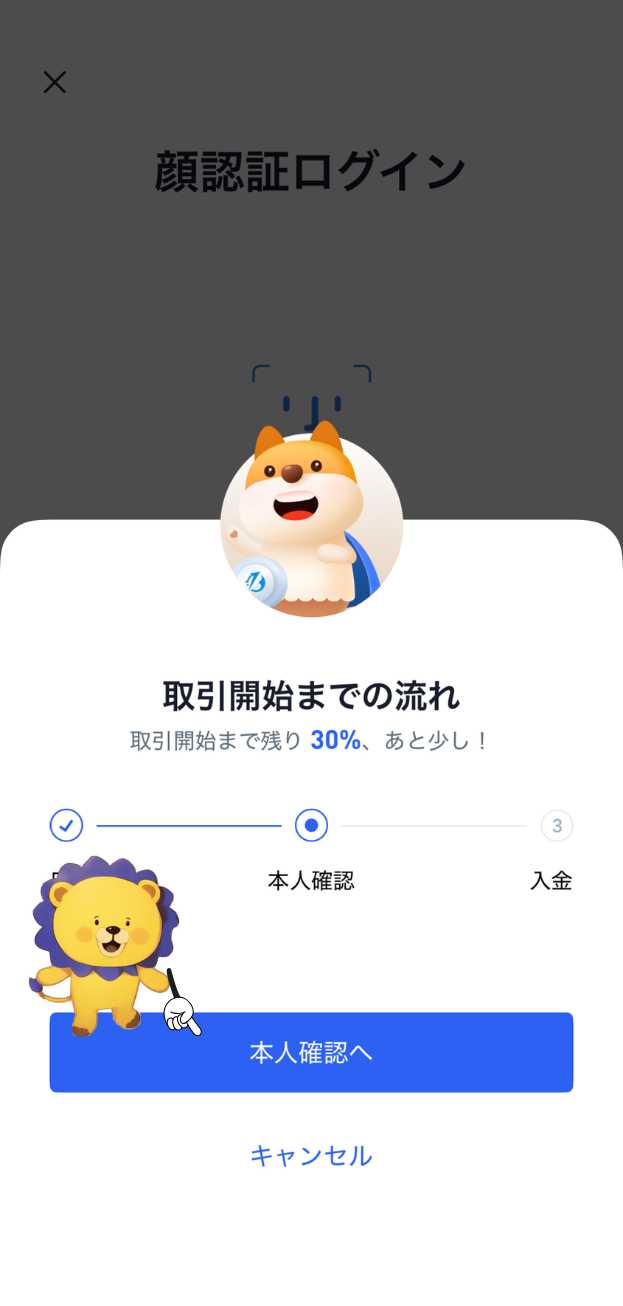 顔認証ログイン
取引開始までの流れ
取引開始まで残り 30%、あと少し！
3
本人確認
入金
本人確認へ
キャンセル